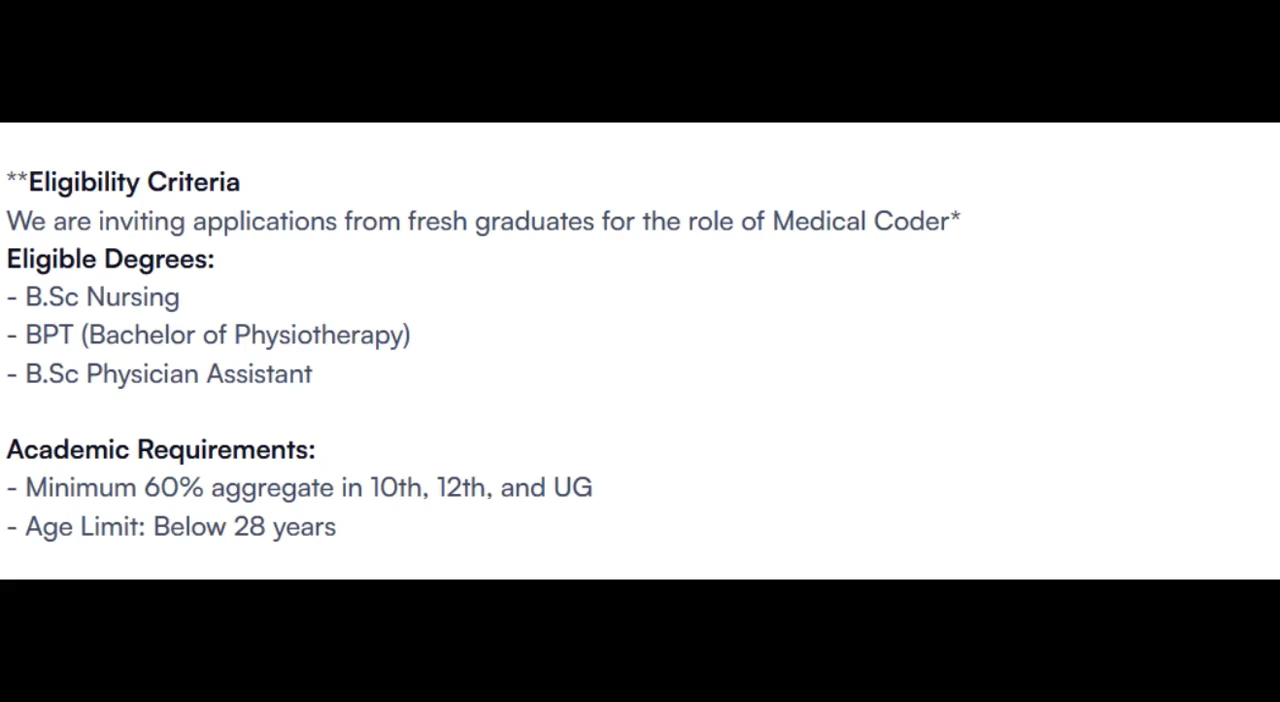 **Eligibility Criteria
We are inviting applications from fresh graduates for the role of Medical Coder*
Eligible Degrees:
- B.Sc Nursing
- BPT (Bachelor of Physiotherapy)
- B.Sc Physician Assistant
Academic Requirements:
- Minimum 60% aggregate in 10th, 12th, and UG
- Age Limit: Below 28 years